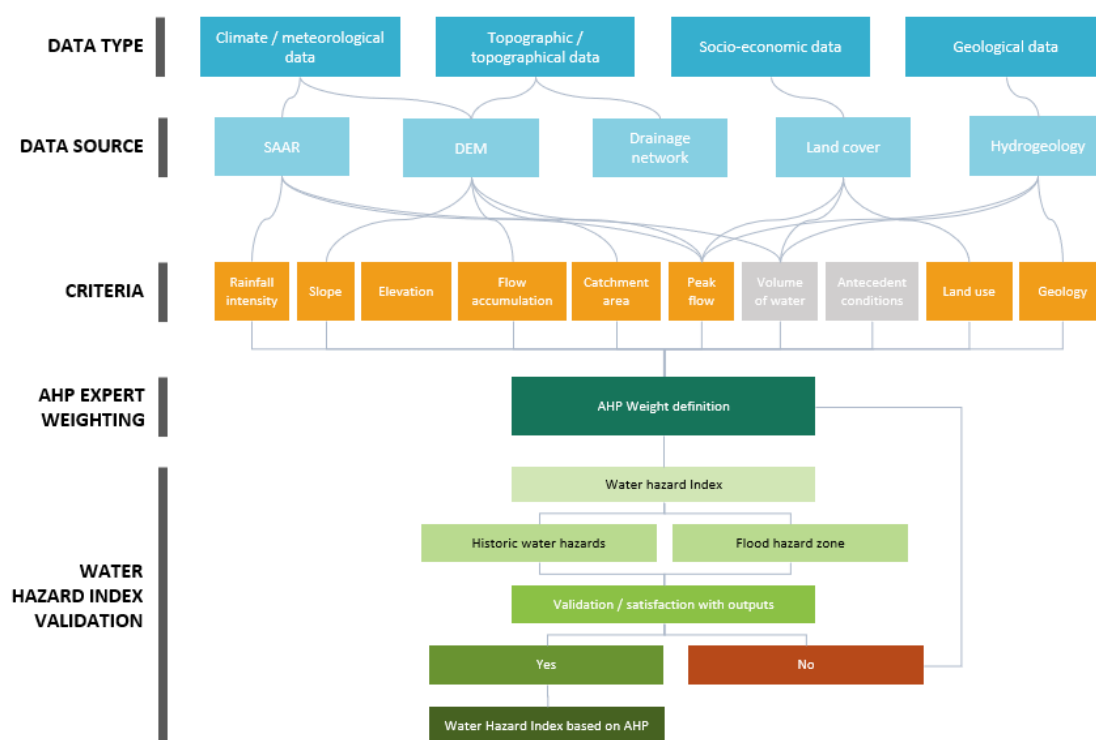 DATA TYPE
Climate / meteorological
data
Topographic /
topographical data
Socio-economic data
Geological data
DATA SOURCE
SAAR
DEM
Drainage
network
Land cover
Hydrogeology
CRITERIA
Rainfall
intensity
Slope
Elevation
Flow
accumulation
Catchment
area
Peak
flow
Volume
of water
Antecedent
conditions
Land use
Geology
AHP EXPERT
WEIGHTING
AHP Weight definition
WATER
HAZARD INDEX
VALIDATION
Water hazard Index
Historic water hazards
Flood hazard zone
Validation / satisfaction with outputs
Yes
No
Water Hazard Index based on AHP